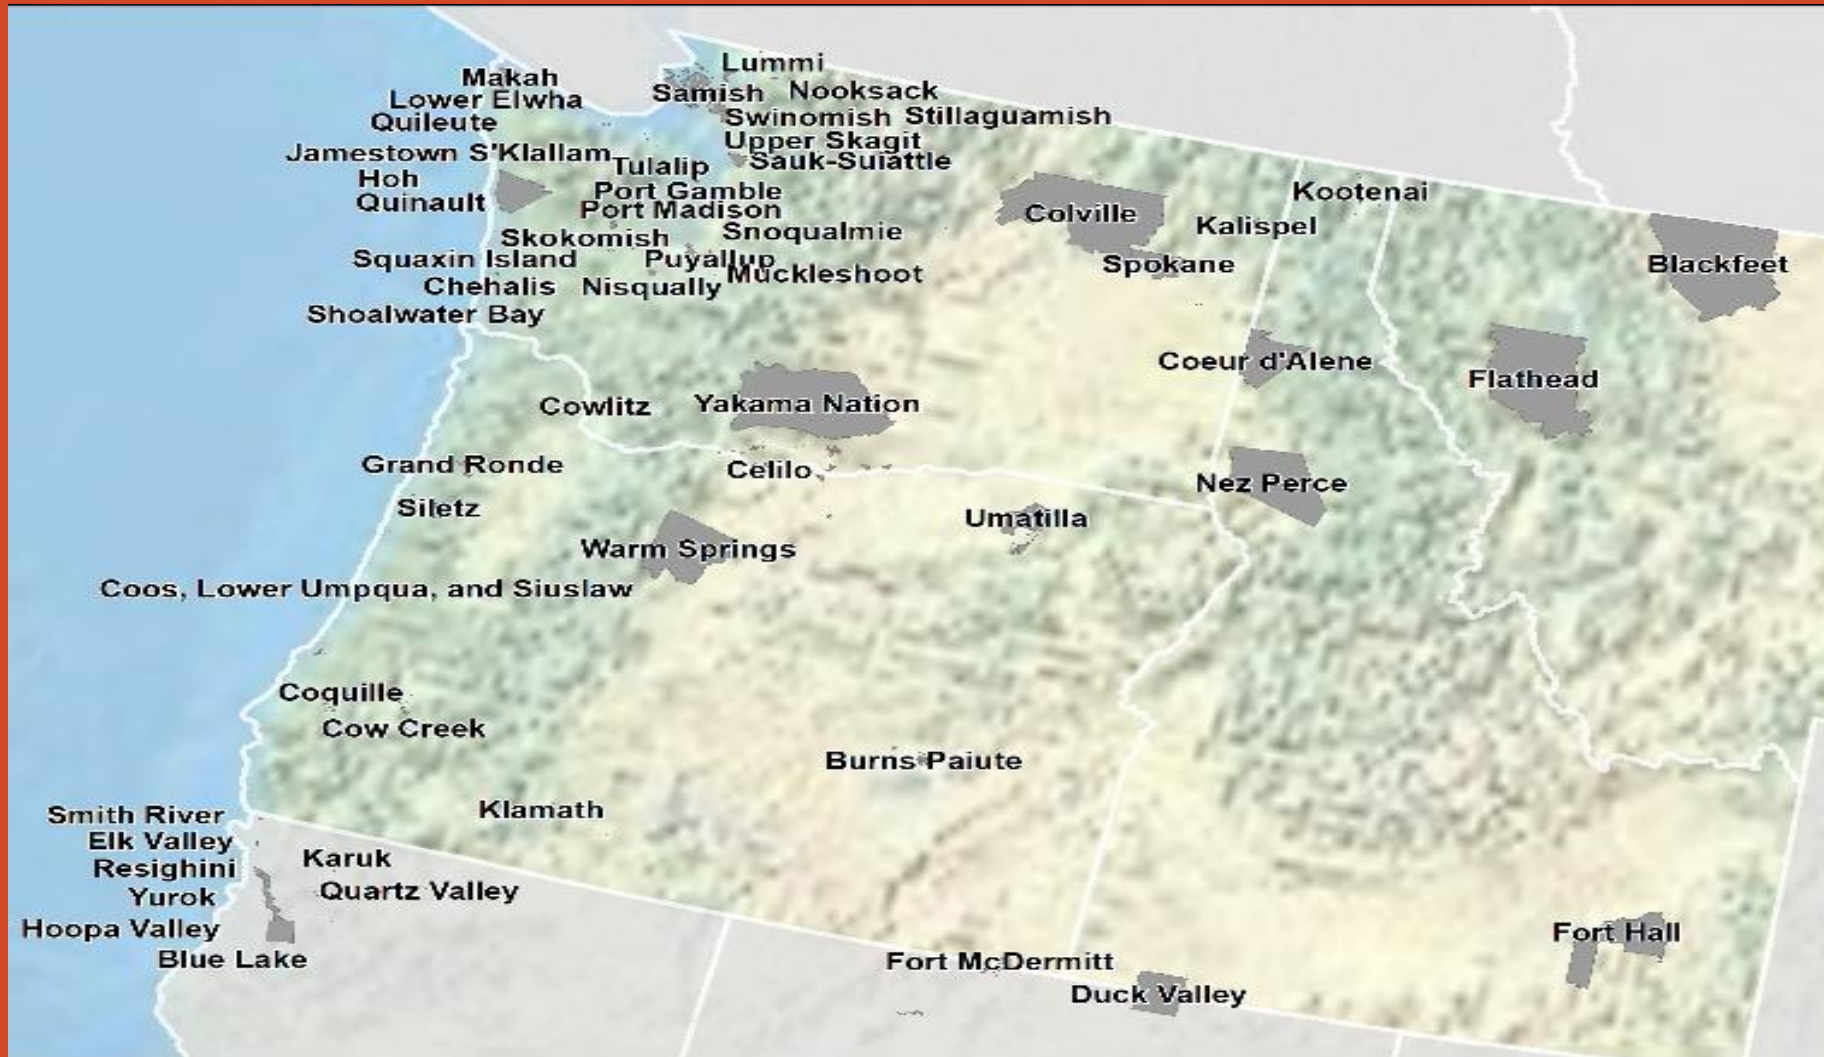 Lummi
Makah
Samish
Nooksack
Lower Elwha
Swinomish
Stillaguamish
Quileute
Upper Skagit
Jamestown S'Klallam
Tulalip
Sauk-Suiattle
Hoh
Port Gamble
Kootenai
Quinault
Port Madison
Colville
Kalispel
Skokomish
Snoqualmie
Squaxin Island
Puyallup
Muckleshoot
Spokane
Blackfeet
Chehalis
Nisqually
Shoalwater Bay
Coeur d'Alene
Flathead
Cowlitz
Yakama Nation
Grand Ronde
Celilo
Nez Perce
Siletz
Umatilla
Warm Springs
Coos, Lower Umpqua, and Siuslaw
Coquille
Cow Creek
Burns Paiute
Smith River
Klamath
Elk Valley
Karuk
Resighini
Quartz Valley
Yurok
Hoopa Valley
Fort Hall
Blue Lake
Fort McDermitt
Duck Valley